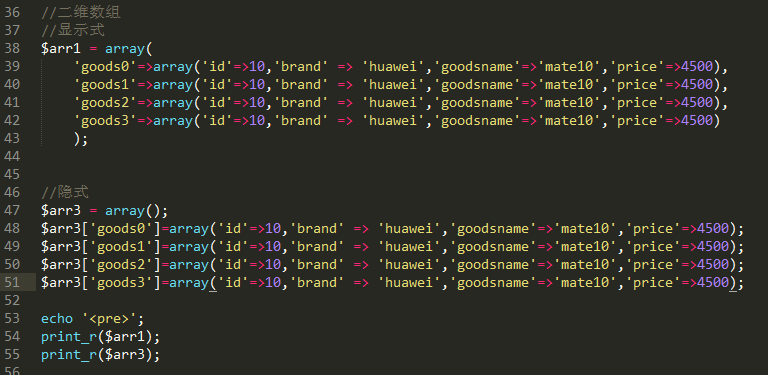 36 //二维数组
37 //显示式
38 $arr1 = array(
39     'goods0'=>array('id'=>10,'brand' => 'huawei','goodsname'=>'mate10','price'=>4500),
40     'goods1'=>array('id'=>10,'brand' => 'huawei','goodsname'=>'mate10','price'=>4500),
41     'goods2'=>array('id'=>10,'brand' => 'huawei','goodsname'=>'mate10','price'=>4500),
42     'goods3'=>array('id'=>10,'brand' => 'huawei','goodsname'=>'mate10','price'=>4500)
43     );
44
45
46 //隐式
47 $arr3 = array();
48 $arr3['goods0']=array('id'=>10,'brand' => 'huawei','goodsname'=>'mate10','price'=>4500);
49 $arr3['goods1']=array('id'=>10,'brand' => 'huawei','goodsname'=>'mate10','price'=>4500);
50 $arr3['goods2']=array('id'=>10,'brand' => 'huawei','goodsname'=>'mate10','price'=>4500);
51 $arr3['goods3']=array('id'=>10,'brand' => 'huawei','goodsname'=>'mate10','price'=>4500);
52
53 echo '<pre>';
54 print_r($arr1);
55 print_r($arr3);
56